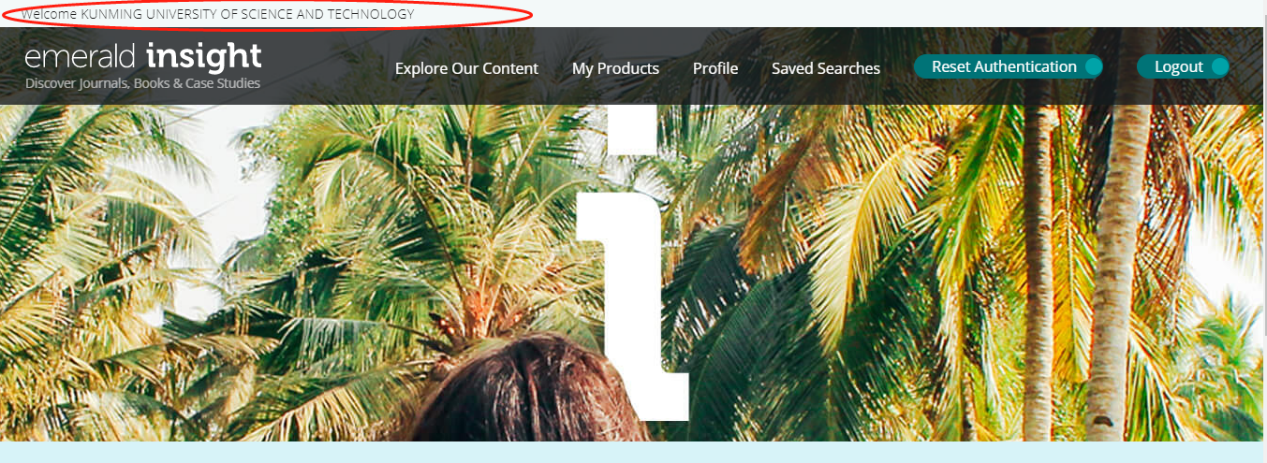 Welcome KUNMING UNIVERSITY OF SCIENCE AND TECHNOLOGY
emerald insight
Discover Journals, Books & Case Studies
Explore Our Content My Products Profile Saved Searches Reset Authentication Logout
i